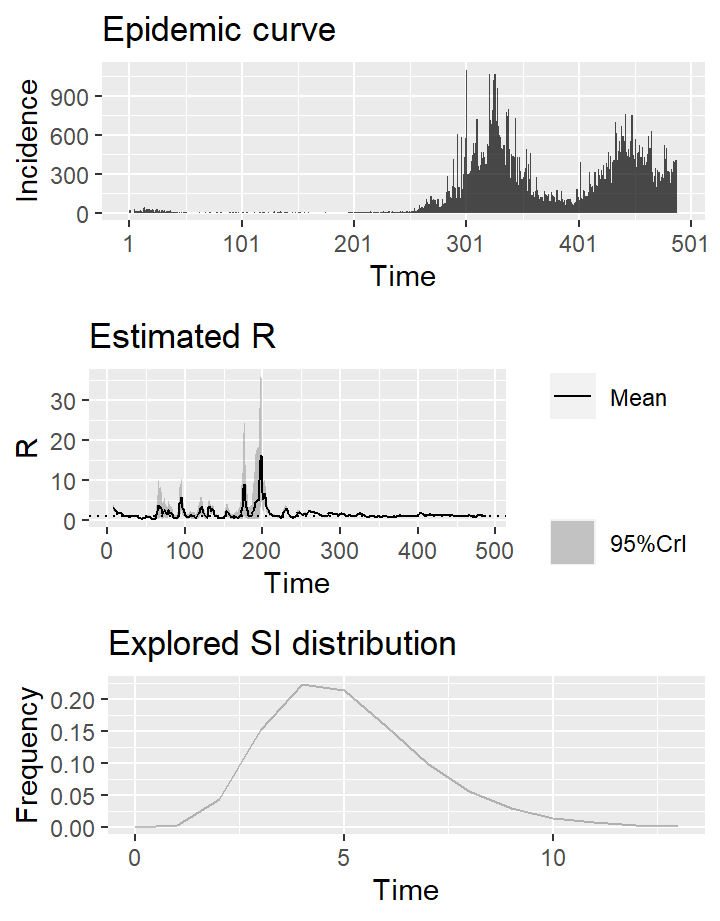 Epidemic curve
Incidence
900
600
300
0
1 101 201 301 401 501
Time
Estimated R
R
30
20
10
0
0 100 200 300 400 500
Time
Mean
95%CrI
Explored SI distribution
Frequency
0.20
0.15
0.10
0.05
0.00
0 5 10
Time